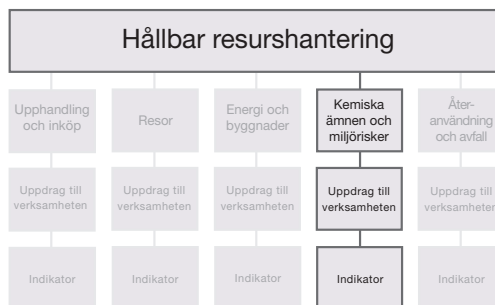 Hållbar resurshantering
Upphandling
och inköp
Resor
Energi och
byggnader
Kemiska
ämnen och
miljörisker
Åter-
användning
och avfall
Uppdrag till
verksamheten
Uppdrag till
verksamheten
Uppdrag till
verksamheten
Uppdrag till
verksamheten
Uppdrag till
verksamheten
Indikator
Indikator
Indikator
Indikator
Indikator